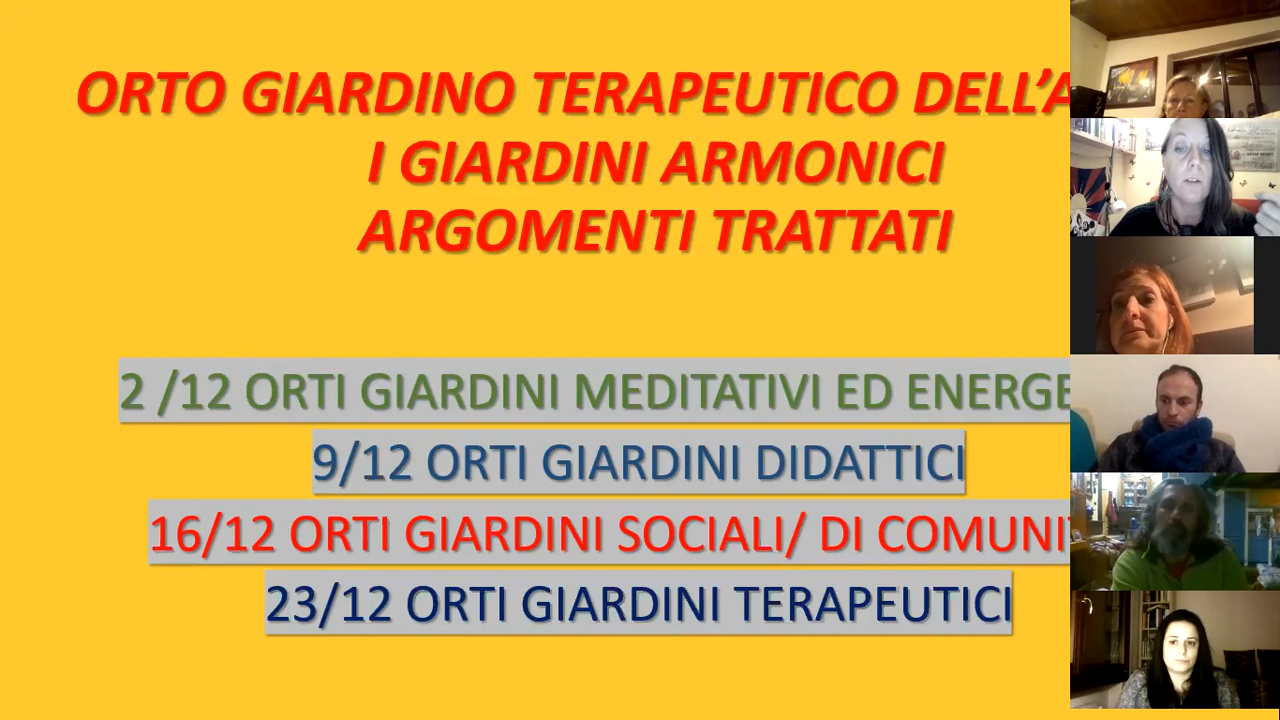 ORTO GIARDINO TERAPEUTICO DELL'A
I GIARDINI ARMONICI
ARGOMENTI TRATTATI
2 /12 ORTI GIARDINI MEDITATIVI ED ENERGE
9/12 ORTI GIARDINI DIDATTICI
16/12 ORTI GIARDINI SOCIALI/ DI COMUNI
23/12 ORTI GIARDINI TERAPEUTICI